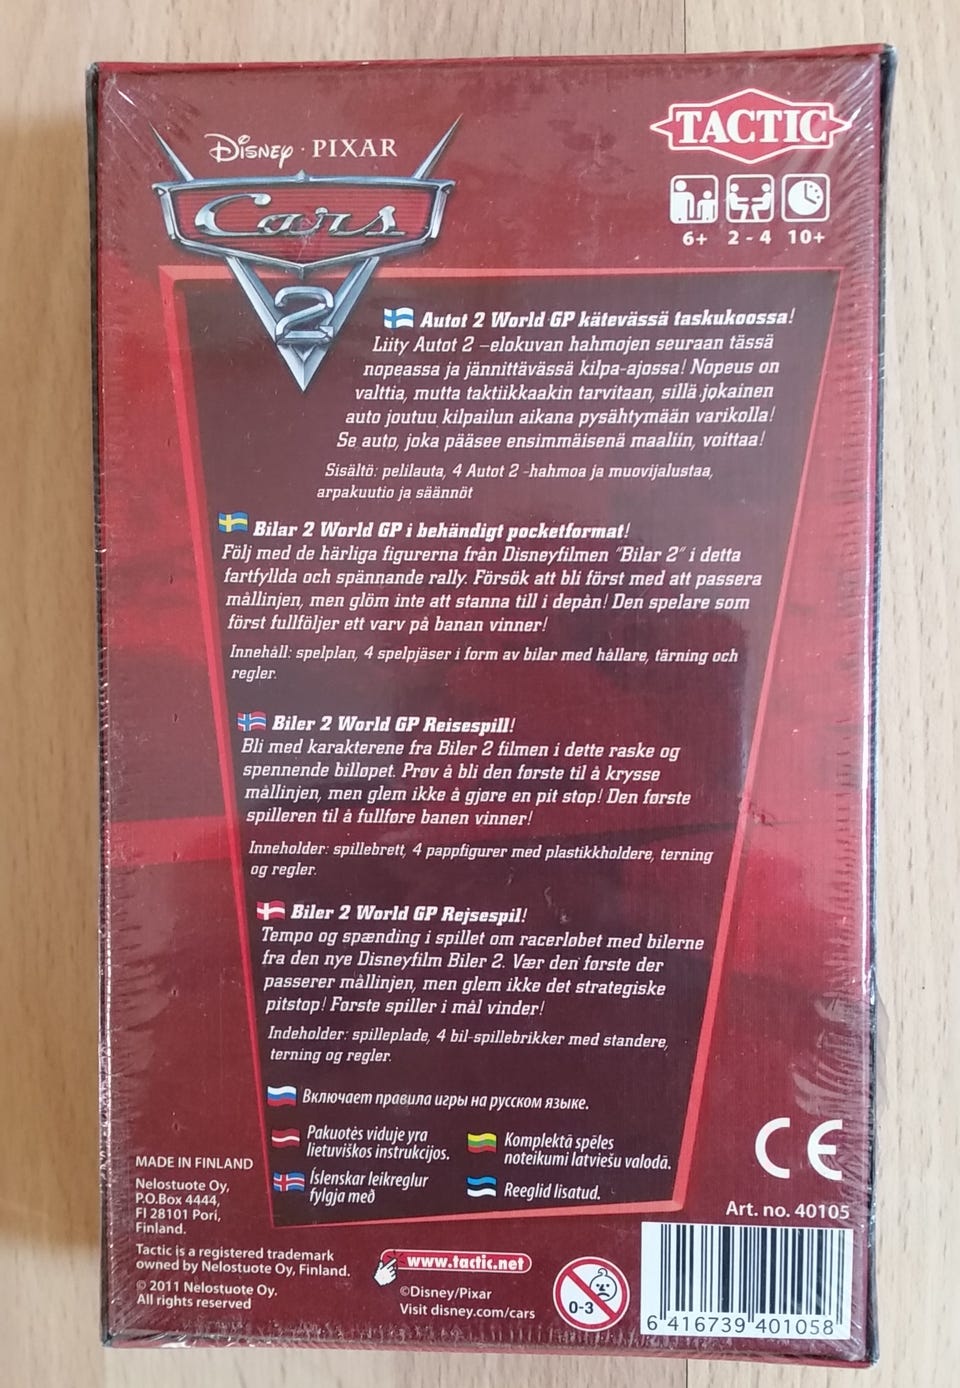 Disney · PIXAR
Cars
2
TACTIC
6+ 2 - 4 10+
Autot 2 World GP kätevässä taskukoossa!
Liity Autot 2 –elokuvan hahmojen seuraan tässä
nopeassa ja jännittävässä kilpa-ajossa! Nopeus on
valttia, mutta taktiikkaakin tarvitaan, sillä jokainen
auto joutuu kilpailun aikana pysähtymään varikolla!
Se auto, joka pääsee ensimmäisenä maaliin, voittaa!
Sisältö: pelilauta, 4 Autot 2 -hahmoa ja muovijalustaa,
arpakuutio ja säännöt
Bilar 2 World GP i behändigt pocketformat!
Följ med de härliga figurerna från Disneyfilmen "Bilar 2" i detta
fartfyllda och spännande rally. Försök att bli först med att passera
mållinjen, men glöm inte att stanna till i depån! Den spelare som
först fullföljer ett varv på banan vinner!
Innehåll: spelplan, 4 spelpjäser i form av bilar med hållare, tärning och
regler.
Biler 2 World GP Reisespill!
Bli med karakterene fra Biler 2 filmen i dette raske og
spennende billøpet. Prøv å bli den første til å krysse
mållinjen, men glem ikke å gjøre en pit stop! Den første
spilleren til å fullføre banen vinner!
Inneholder: spillebrett, 4 pappfigurer med plastikkholdere, terning
og regler.
Biler 2 World GP Rejsespil!
Tempo og spænding i spillet om racerløbet med bilerne
fra den nye Disneyfilm Biler 2. Vær den første der
passerer mållinjen, men glem ikke det strategiske
pitstop! Første spiller i mål vinder!
Indeholder: spilleplade, 4 bil-spillebrikker med standere,
terning og regler.
Включает правила игры на русском языке.
Pakuotės viduje yra
lietuviškos instrukcijos.
Komplektā spēles
noteikumi latviešu valodā.
Íslenskar leikreglur
fylgja með
Reeglid lisatud.
MADE IN FINLAND
Nelostuote Oy,
P.O.Box 4444,
FI 28101 Pori,
Finland.
Tactic is a registered trademark
owned by Nelostuote Oy, Finland.
© 2011 Nelostuote Oy.
All rights reserved
www.tactic.net
©Disney/Pixar
Visit disney.com/cars
0-3
CE
Art. no. 40105
6 416739 401058